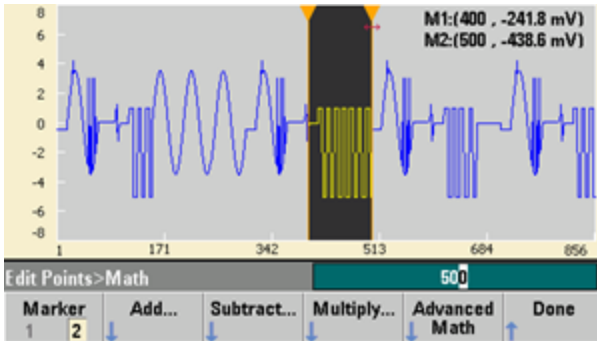 M1:(400 , -241.8 mV)
M2:(500 , -438.6 mV)
8
6
4
2
0
-2
-4
-6
-8
1 171 342 513 684 856
Edit Points>Math 500
Marker Add... Subtract... Multiply... Advanced Math Done
1 2